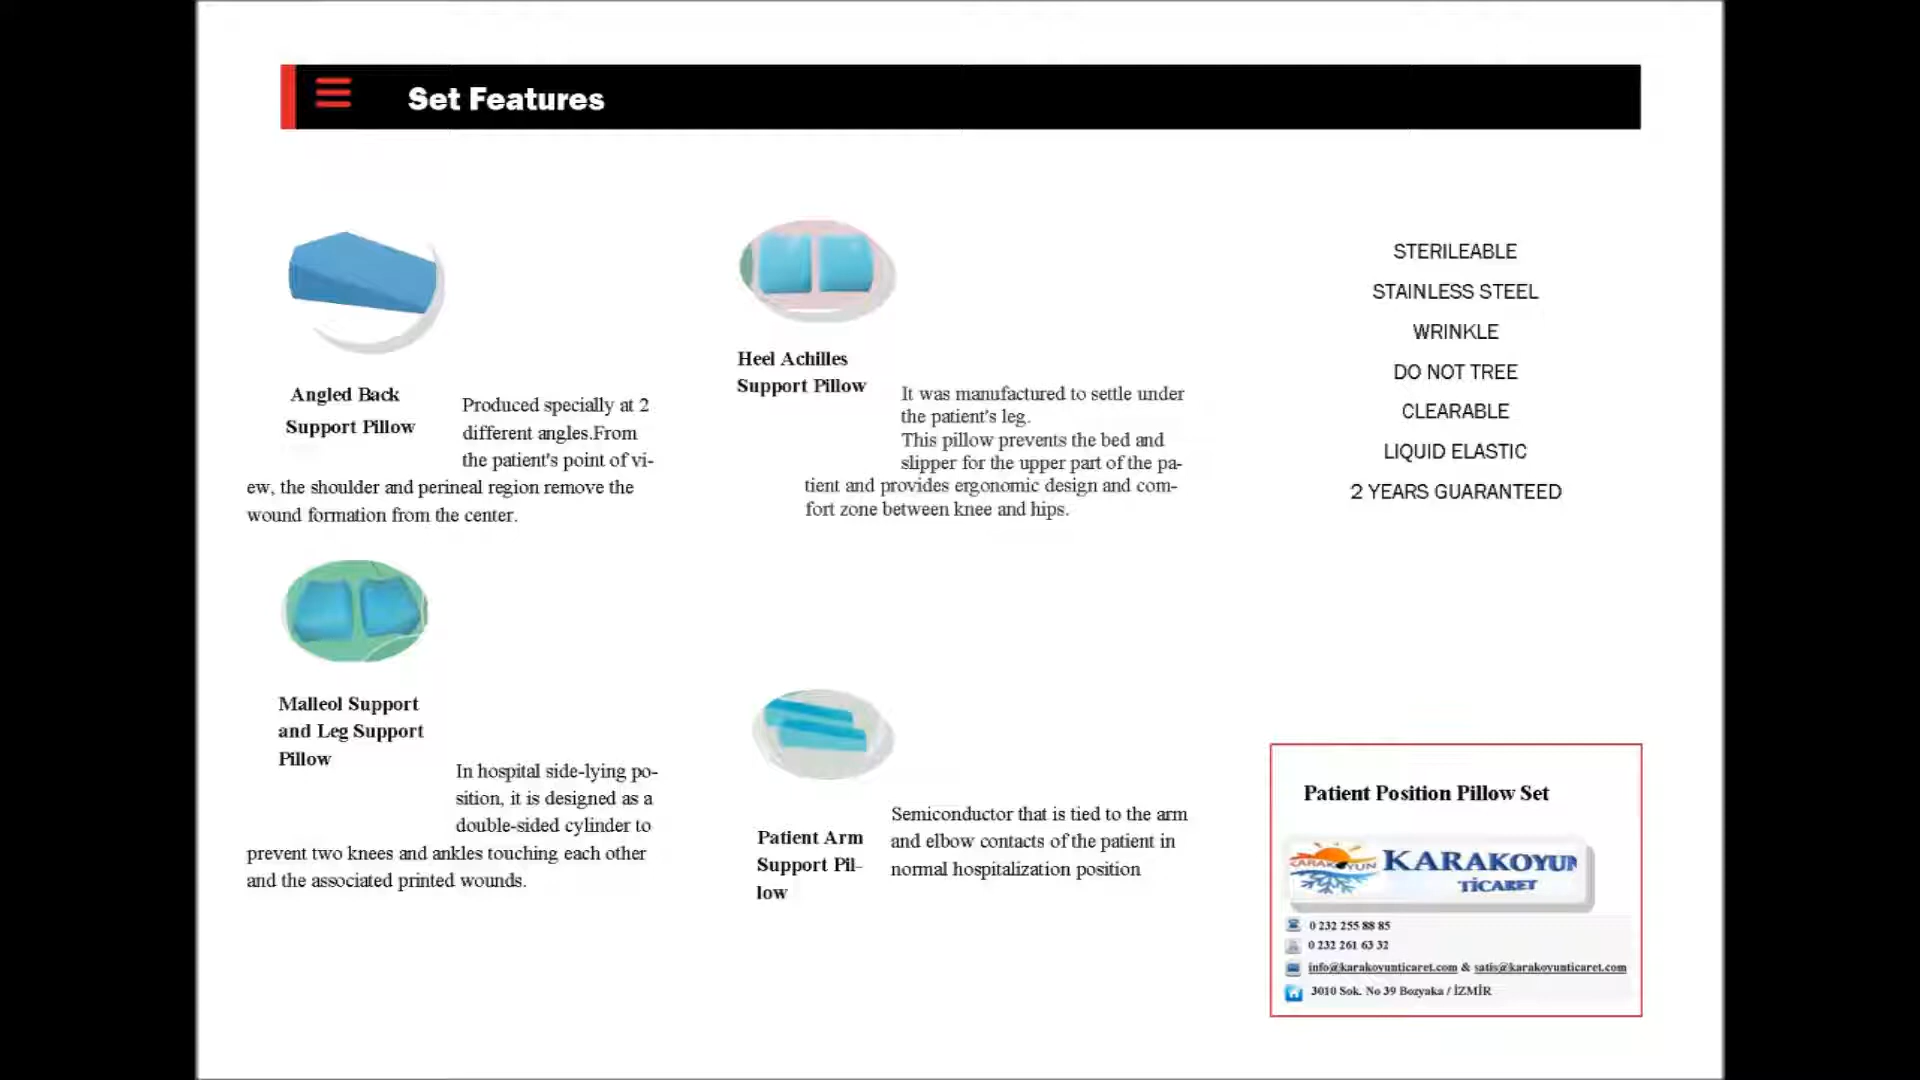 Set Features
Angled Back
Support Pillow
Produced specially at 2
different angles.From
the patient's point of vi-
ew, the shoulder and perineal region remove the
wound formation from the center.
Heel Achilles
Support Pillow
It was manufactured to settle under
the patient's leg.
This pillow prevents the bed and
slipper for the upper part of the pa-
tient and provides ergonomic design and com-
fort zone between knee and hips.
STERILEABLE
STAINLESS STEEL
WRINKLE
DO NOT TREE
CLEARABLE
LIQUID ELASTIC
2 YEARS GUARANTEED
Malleol Support
and Leg Support
Pillow
In hospital side-lying po-
sition, it is designed as a
double-sided cylinder to
prevent two knees and ankles touching each other
and the associated printed wounds.
Patient Arm
Support Pil-
low
Semiconductor that is tied to the arm
and elbow contacts of the patient in
normal hospitalization position
Patient Position Pillow Set
KARAKOYUN
KARAKOYUN
TİCARET
0 232 255 88 85
0 232 261 63 32
info@karakoyunticaret.com & satis@karakoyunticaret.com
3010 Sok. No 39 Bozyaka / İZMİR